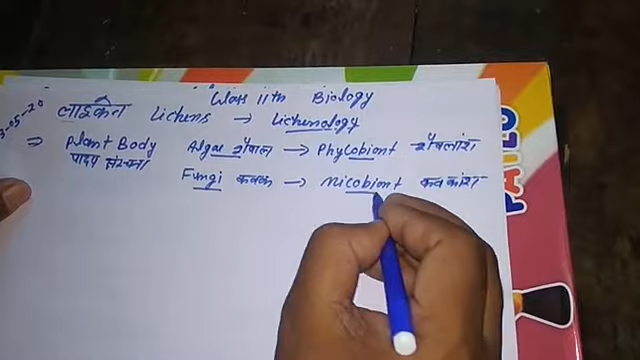 Class 11th Biology
लाइकेन Lichens → Lichenology
⇒ Plant Body Algae शैवाल → Phycobiont शैवलांश
पादप संरचना
Fungi कवक → Micobiont कवकांश